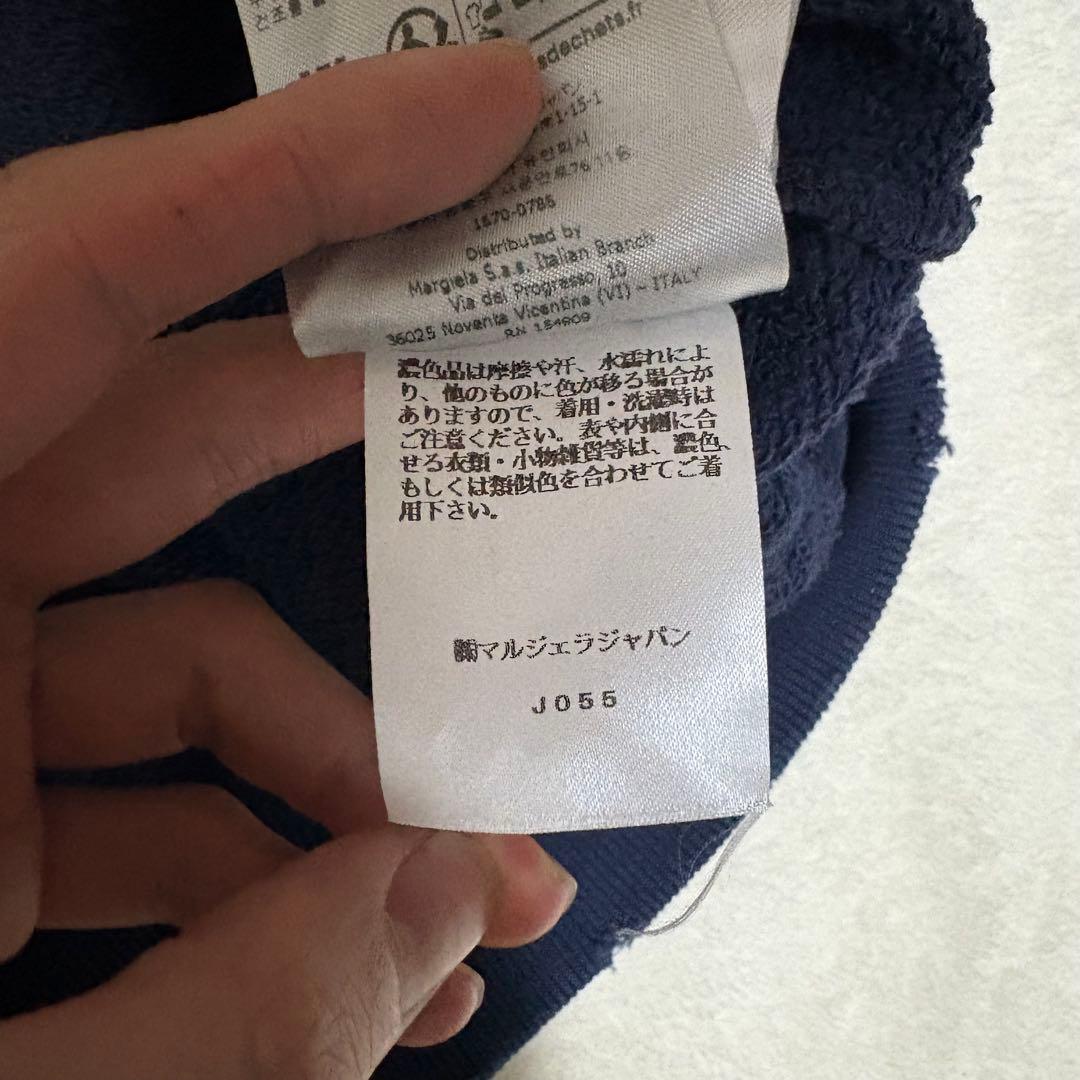 sdechets.fr
1-15-1
1670-0785
Distributed by
Margiela S.a.s. Italian Branch
Via del Progresso, 10
36025 Noventa Vicentina (VI) - ITALY
RN 154909
濃色品は摩擦や汗、水濡れによ
り、他のものに色が移る場合が
ありますので、着用・洗濯時は
ご注意ください。表や内側に合
せる衣類・小物雑貨等は、濃色、
もしくは類似色を合わせてご着
用下さい。
㈱マルジェラジャパン
J055